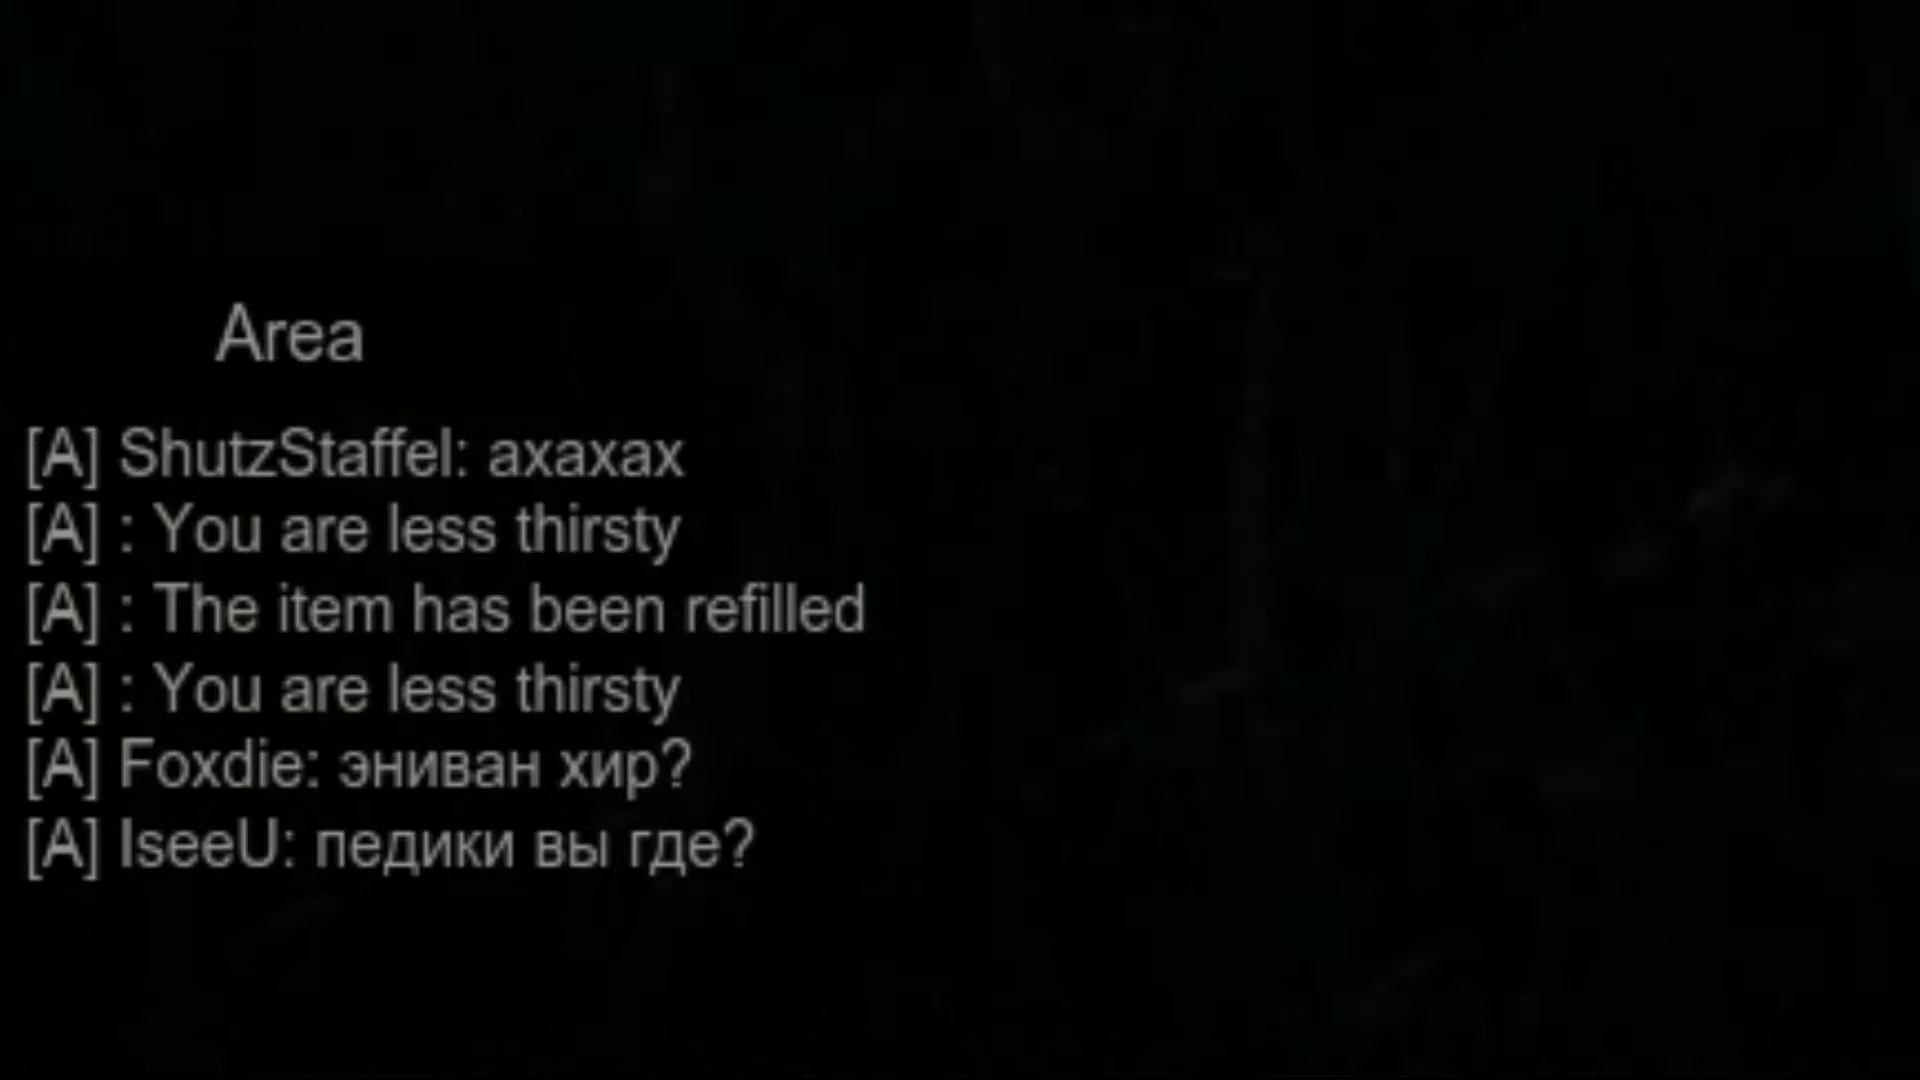 Area
[A] ShutzStaffel: ахахах
[A] : You are less thirsty
[A] : The item has been refilled
[A] : You are less thirsty
[A] Foxdie: эниван хир?
[A] IseeU: педики вы где?